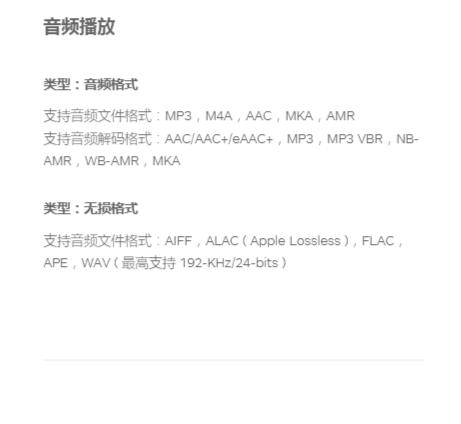 音频播放
类型：音频格式
支持音频文件格式：MP3，M4A，AAC，MKA，AMR
支持音频解码格式：AAC/AAC+/eAAC+，MP3，MP3 VBR，NB-
AMR，WB-AMR，MKA
类型：无损格式
支持音频文件格式：AIFF，ALAC（Apple Lossless），FLAC，
APE，WAV（最高支持 192-KHz/24-bits）